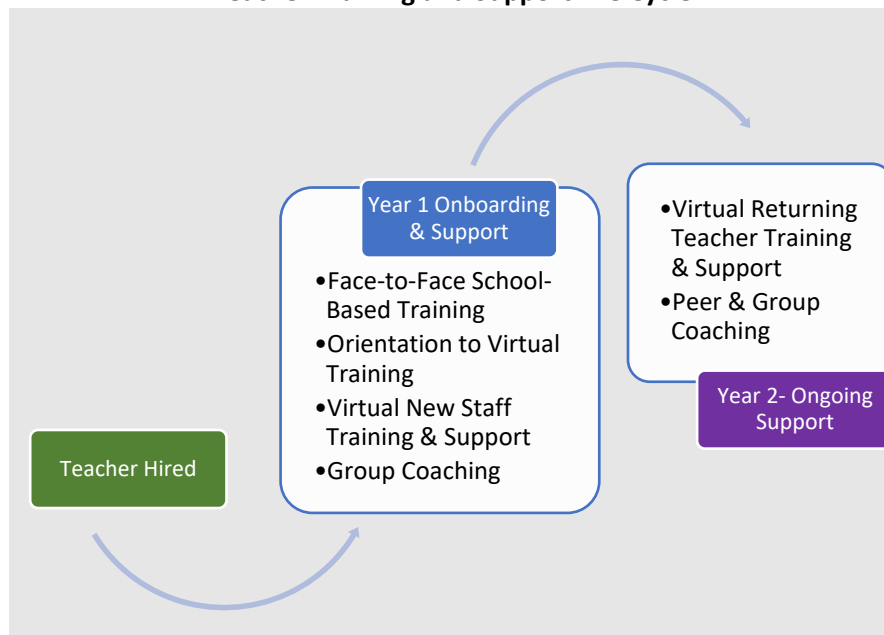 Year 1 Onboarding
& Support
•Face-to-Face School-
Based Training
•Orientation to Virtual
Training
•Virtual New Staff
Training & Support
•Group Coaching
•Virtual Returning
Teacher Training
& Support
•Peer & Group
Coaching
Year 2- Ongoing
Support
Teacher Hired